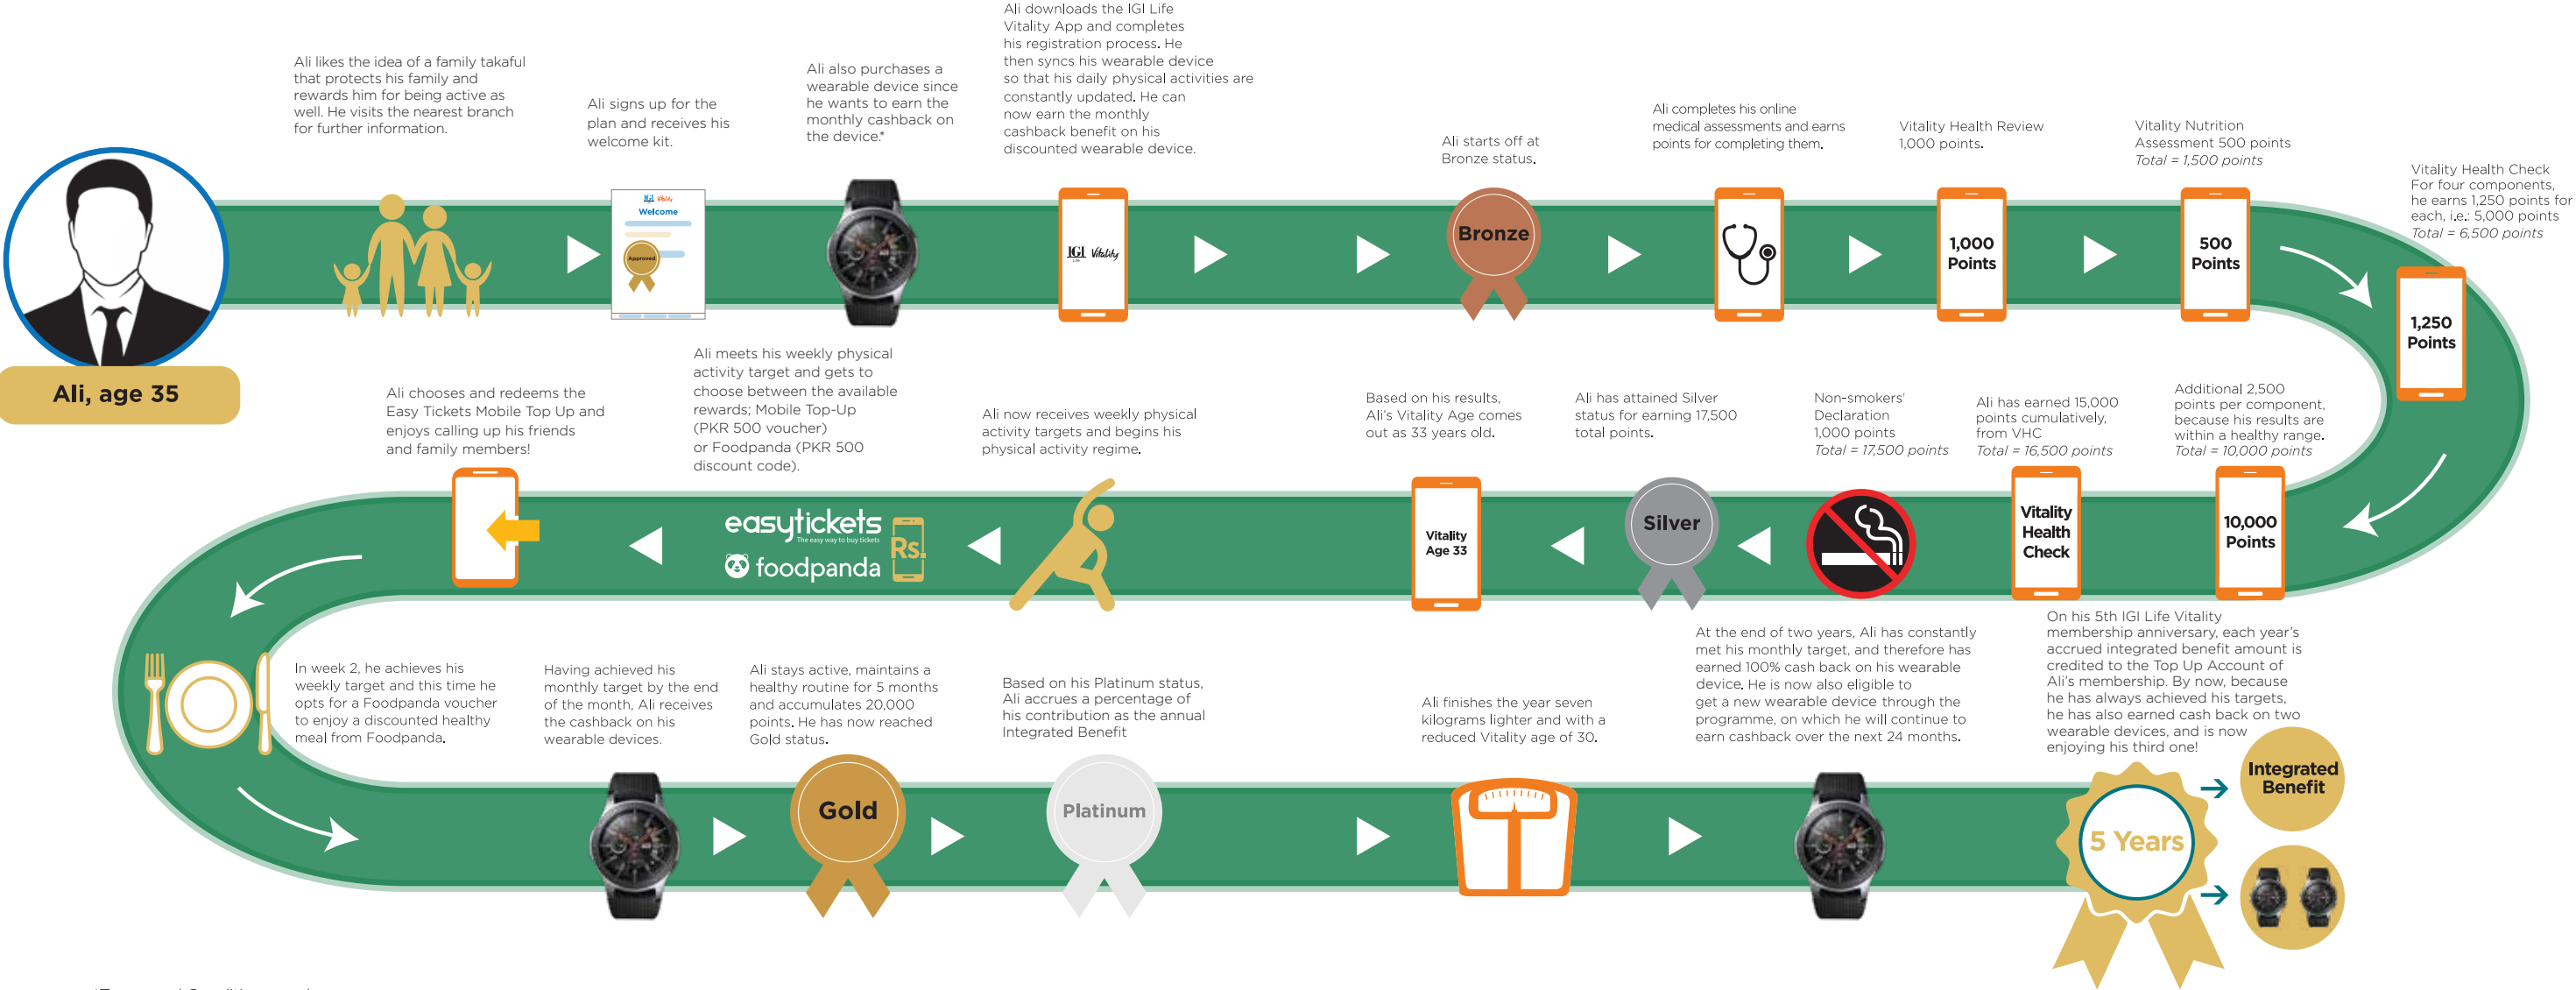 Ali, age 35
Ali likes the idea of a family takaful
that protects his family and
rewards him for being active as
well. He visits the nearest branch
for further information.
Ali signs up for the
plan and receives his
welcome kit.
IGI Vitality
Welcome
Approved
Ali also purchases a
wearable device since
he wants to earn the
monthly cashback on
the device.*
Ali downloads the IGI Life
Vitality App and completes
his registration process. He
then syncs his wearable device
so that his daily physical activities are
constantly updated. He can
now earn the monthly
cashback benefit on his
discounted wearable device.
IGI Life Vitality
Ali starts off at
Bronze status.
Bronze
Ali completes his online
medical assessments and earns
points for completing them.
Vitality Health Review
1,000 points.
1,000
Points
Vitality Nutrition
Assessment 500 points
Total = 1,500 points
500
Points
Vitality Health Check
For four components,
he earns 1,250 points for
each, i.e.: 5,000 points
Total = 6,500 points
1,250
Points
Additional 2,500
points per component,
because his results are
within a healthy range.
Total = 10,000 points
10,000
Points
Ali has earned 15,000
points cumulatively,
from VHC
Total = 16,500 points
Vitality
Health
Check
Non-smokers'
Declaration
1,000 points
Total = 17,500 points
Ali has attained Silver
status for earning 17,500
total points.
Silver
Based on his results,
Ali's Vitality Age comes
out as 33 years old.
Vitality
Age 33
Ali now receives weekly physical
activity targets and begins his
physical activity regime.
Ali meets his weekly physical
activity target and gets to
choose between the available
rewards; Mobile Top-Up
(PKR 500 voucher)
or Foodpanda (PKR 500
discount code).
easytickets
The easy way to buy tickets
foodpanda
Rs.
Ali chooses and redeems the
Easy Tickets Mobile Top Up and
enjoys calling up his friends
and family members!
In week 2, he achieves his
weekly target and this time he
opts for a Foodpanda voucher
to enjoy a discounted healthy
meal from Foodpanda.
Having achieved his
monthly target by the end
of the month, Ali receives
the cashback on his
wearable devices.
Ali stays active, maintains a
healthy routine for 5 months
and accumulates 20,000
points. He has now reached
Gold status.
Gold
Based on his Platinum status,
Ali accrues a percentage of
his contribution as the annual
Integrated Benefit
Platinum
Ali finishes the year seven
kilograms lighter and with a
reduced Vitality age of 30.
At the end of two years, Ali has constantly
met his monthly target, and therefore has
earned 100% cash back on his wearable
device. He is now also eligible to
get a new wearable device through the
programme, on which he will continue to
earn cashback over the next 24 months.
On his 5th IGI Life Vitality
membership anniversary, each year's
accrued integrated benefit amount is
credited to the Top Up Account of
Ali's membership. By now, because
he has always achieved his targets,
he has also earned cash back on two
wearable devices, and is now
enjoying his third one!
5 Years
Integrated
Benefit